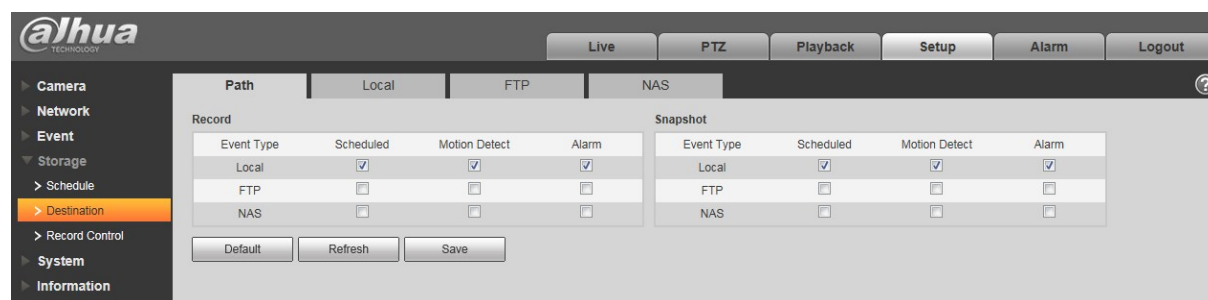 alhua
TECHNOLOGY
Live PTZ Playback Setup Alarm Logout
Camera
Network
Event
Storage
> Schedule
> Destination
> Record Control
System
Information
Path Local FTP NAS
?
Record
Event Type Scheduled Motion Detect Alarm
Local
FTP
NAS
Snapshot
Event Type Scheduled Motion Detect Alarm
Local
FTP
NAS
Default Refresh Save